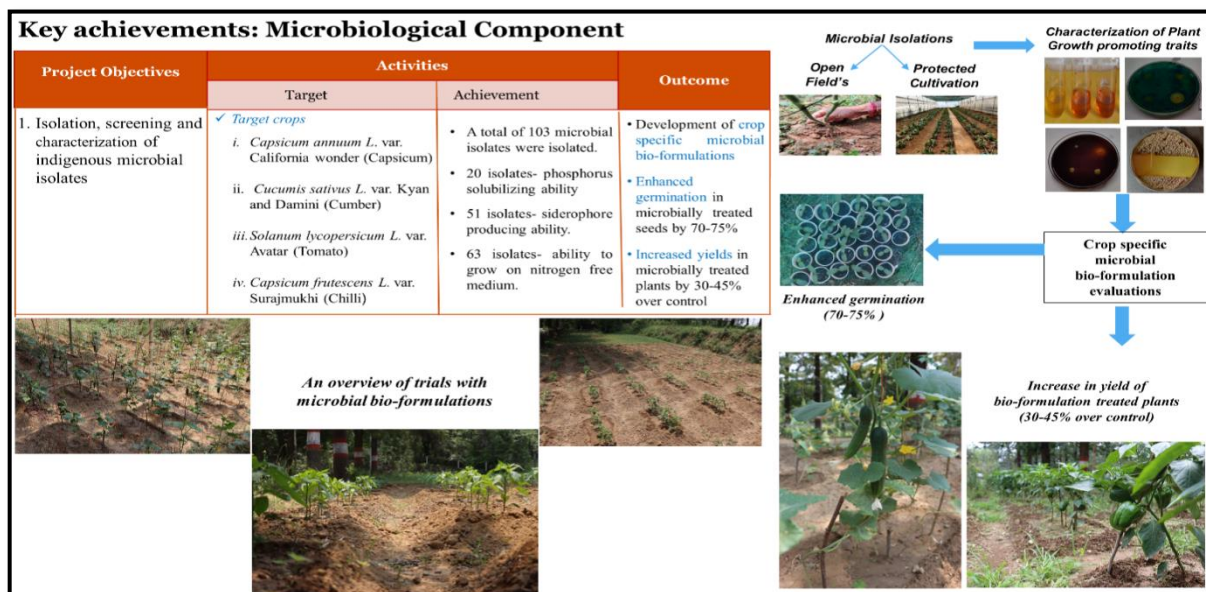 Key achievements: Microbiological Component
Project Objectives
Activities
Outcome
Target
Achievement
1. Isolation, screening and
characterization of
indigenous microbial
isolates
✓ Target crops
i. Capsicum annuum L. var.
California wonder (Capsicum)
ii. Cucumis sativus L. var. Kyan
and Damini (Cumber)
iii. Solanum lycopersicum L. var.
Avatar (Tomato)
iv. Capsicum frutescens L. var.
Surajmukhi (Chilli)
• A total of 103 microbial
isolates were isolated.
• 20 isolates- phosphorus
solubilizing ability
• 51 isolates- siderophore
producing ability.
• 63 isolates- ability to
grow on nitrogen free
medium.
• Development of crop
specific microbial
bio-formulations
• Enhanced
germination in
microbially treated
seeds by 70-75%
• Increased yields in
microbially treated
plants by 30-45%
over control
An overview of trials with
microbial bio-formulations
Microbial Isolations
Open
Field's
Protected
Cultivation
Characterization of Plant
Growth promoting traits
Crop specific
microbial
bio-formulation
evaluations
Enhanced germination
(70-75% )
Increase in yield of
bio-formulation treated plants
(30-45% over control)